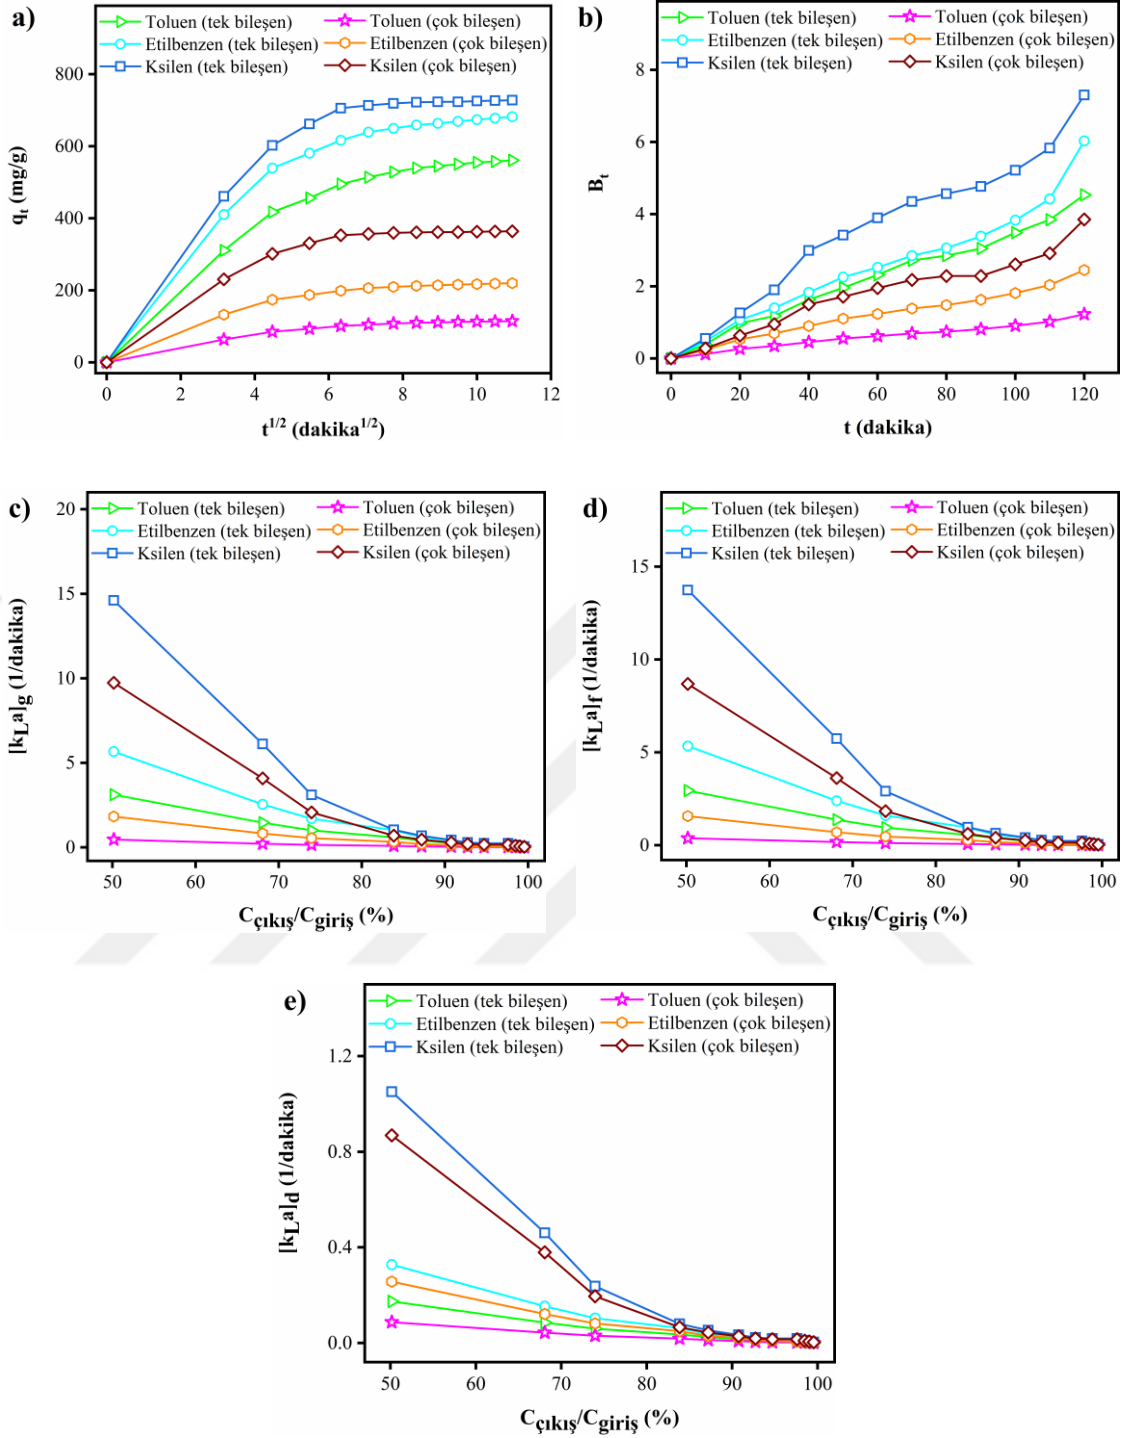 a)
Toluen (tek bileşen) Toluen (çok bileşen)
Etilbenzen (tek bileşen) Etilbenzen (çok bileşen)
Ksilen (tek bileşen) Ksilen (çok bileşen)
800
600
400
200
0
qt (mg/g)
0 2 4 6 8 10 12
t1/2 (dakika1/2)
b)
Toluen (tek bileşen) Toluen (çok bileşen)
Etilbenzen (tek bileşen) Etilbenzen (çok bileşen)
Ksilen (tek bileşen) Ksilen (çok bileşen)
8
6
4
2
0
Bt
0 20 40 60 80 100 120
t (dakika)
c)
Toluen (tek bileşen) Toluen (çok bileşen)
Etilbenzen (tek bileşen) Etilbenzen (çok bileşen)
Ksilen (tek bileşen) Ksilen (çok bileşen)
20
15
10
5
0
[kLa]g (1/dakika)
50 60 70 80 90 100
Cçıkış/Cgiriş (%)
d)
Toluen (tek bileşen) Toluen (çok bileşen)
Etilbenzen (tek bileşen) Etilbenzen (çok bileşen)
Ksilen (tek bileşen) Ksilen (çok bileşen)
15
10
5
0
[kLa]f (1/dakika)
50 60 70 80 90 100
Cçıkış/Cgiriş (%)
e)
Toluen (tek bileşen) Toluen (çok bileşen)
Etilbenzen (tek bileşen) Etilbenzen (çok bileşen)
Ksilen (tek bileşen) Ksilen (çok bileşen)
1.2
0.8
0.4
0.0
[kLa]d (1/dakika)
50 60 70 80 90 100
Cçıkış/Cgiriş (%)